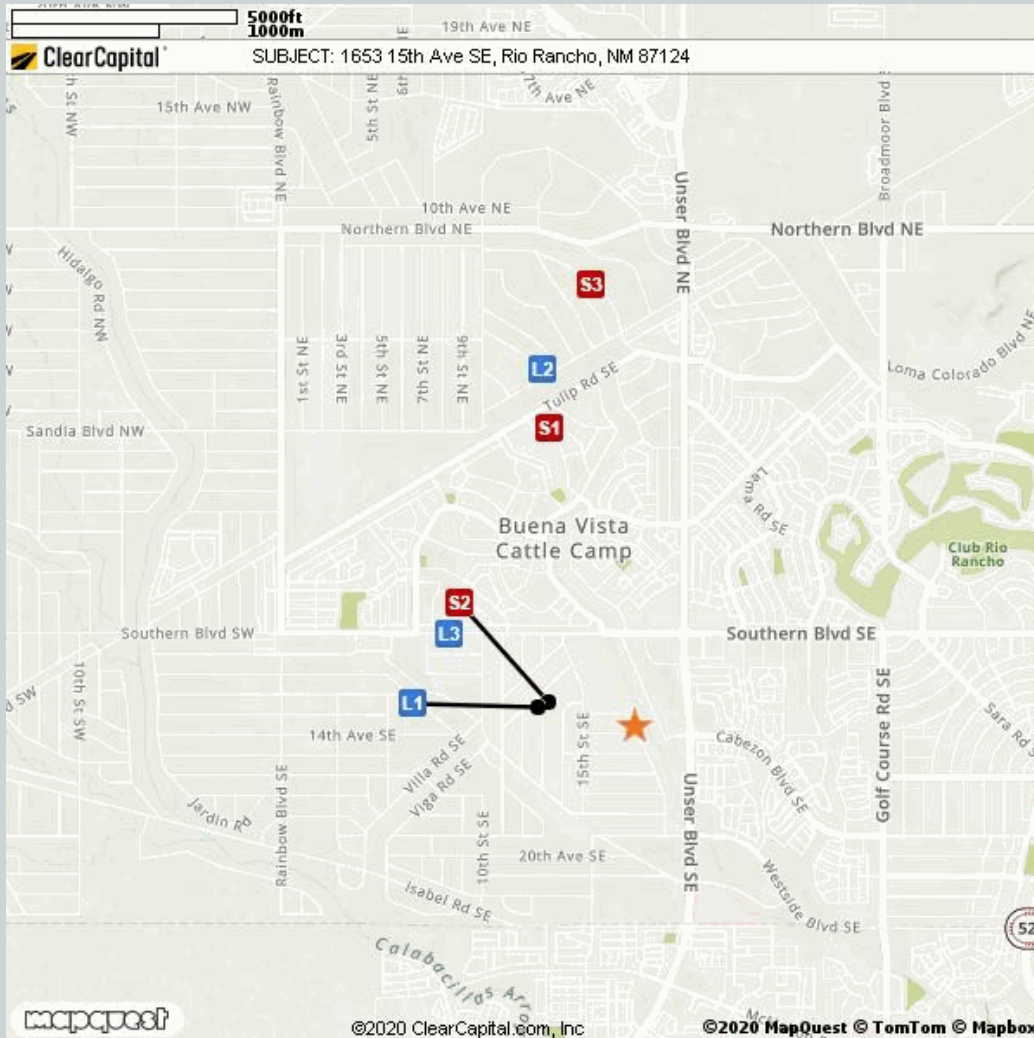 5000ft
1000m
19th Ave NE
ClearCapital
SUBJECT: 1653 15th Ave SE, Rio Rancho, NM 87124
15th Ave NW
Rainbow Blvd NE
5th St NE
7th Ave NE
Unser Blvd NE
Broadmoor Blvd
10th Ave NE
Northern Blvd NE
Northern Blvd NE
Hidalgo Rd NW
S3
1st St NE
3rd St NE
5th St NE
7th St NE
9th St NE
L2
Tulip Rd SE
Loma Colorado Blvd NE
Sandia Blvd NW
S1
Lema Rd SE
Buena Vista
Cattle Camp
Club Rio
Rancho
S2
L3
Southern Blvd SW
Southern Blvd SE
10th St SW
L1
14th Ave SE
15th St SE
Villa Rd SE
Viga Rd SE
Cabezon Blvd SE
Golf Course Rd SE
Sara Rd S
Jardin Rd
Rainbow Blvd SE
10th St SE
Unser Blvd SE
20th Ave SE
Isabel Rd SE
Westside Blvd SE
52
Calabacillas Arro
mapquest
©2020 ClearCapital.com, Inc
©2020 MapQuest © TomTom © Mapbox